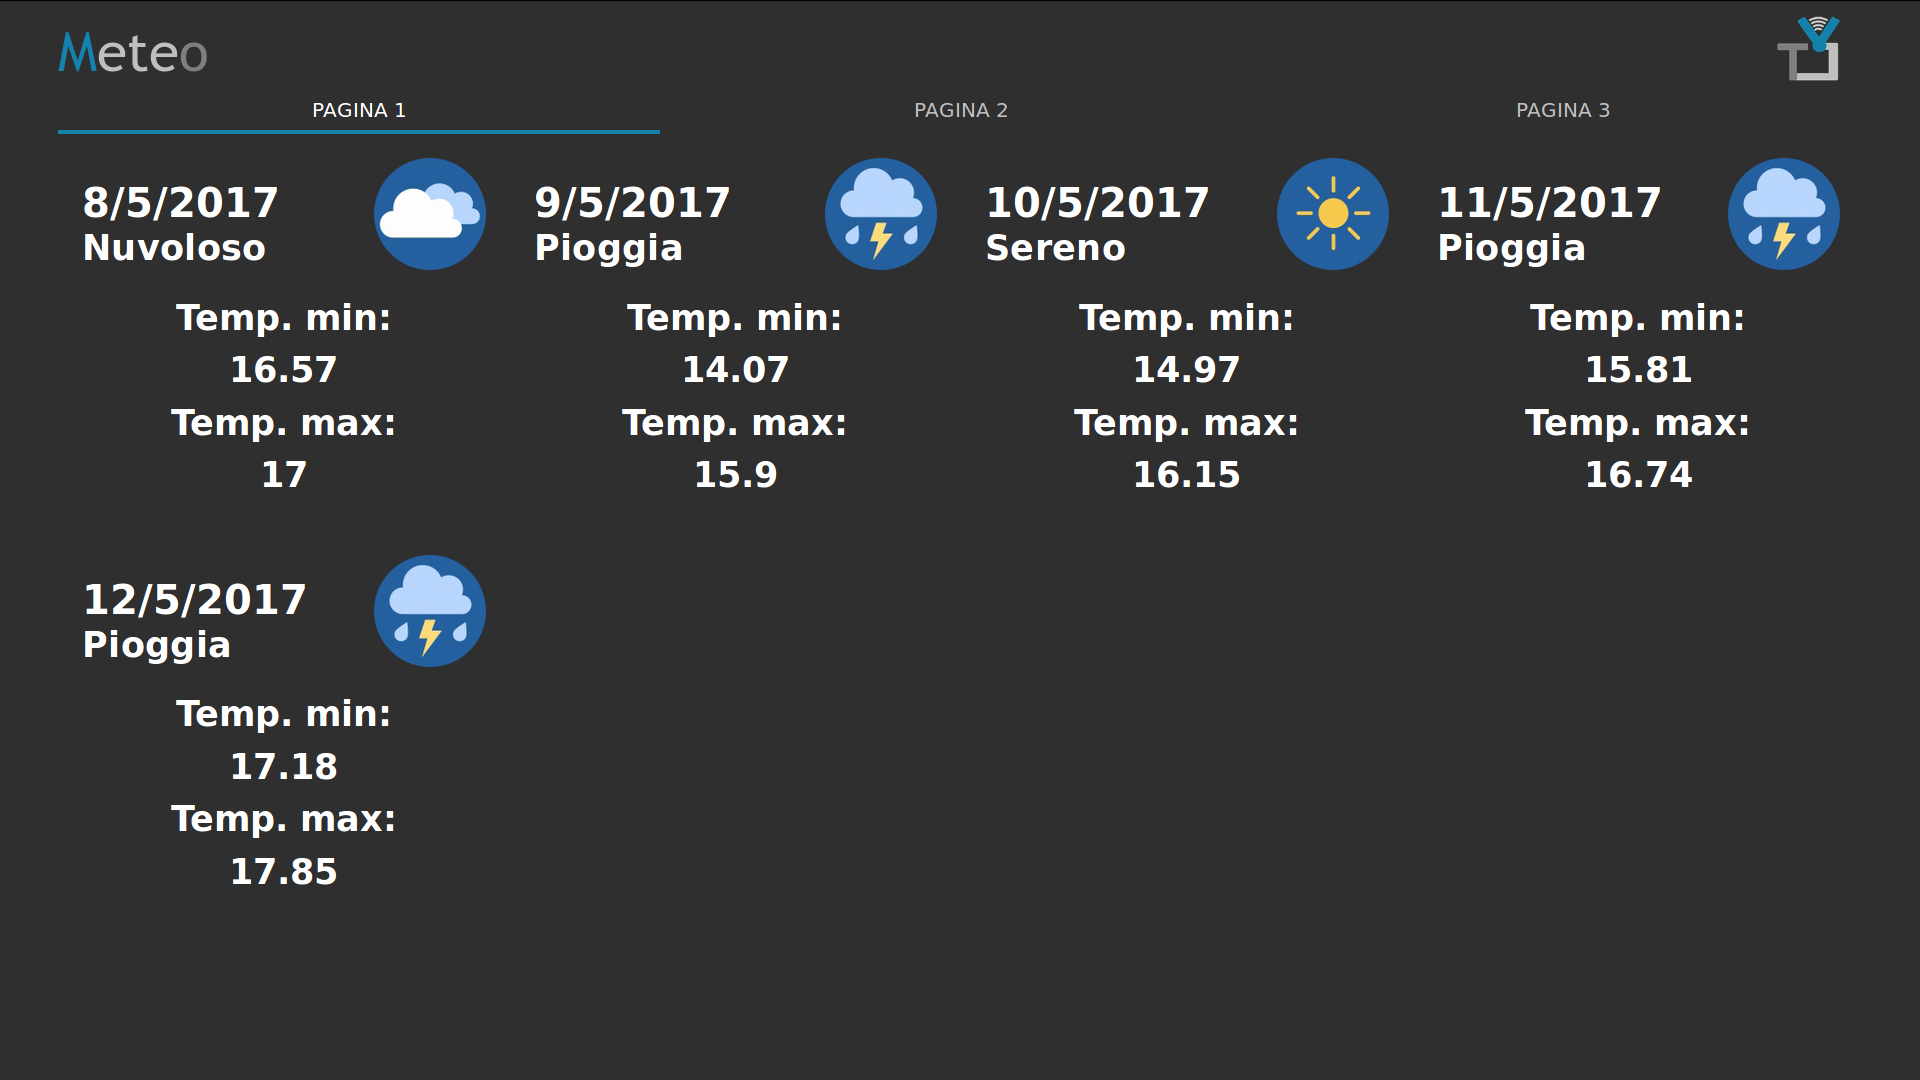 Meteo
PAGINA 1
PAGINA 2
PAGINA 3
8/5/2017
Nuvoloso
Temp. min:
16.57
Temp. max:
17
9/5/2017
Pioggia
Temp. min:
14.07
Temp. max:
15.9
10/5/2017
Sereno
Temp. min:
14.97
Temp. max:
16.15
11/5/2017
Pioggia
Temp. min:
15.81
Temp. max:
16.74
12/5/2017
Pioggia
Temp. min:
17.18
Temp. max:
17.85